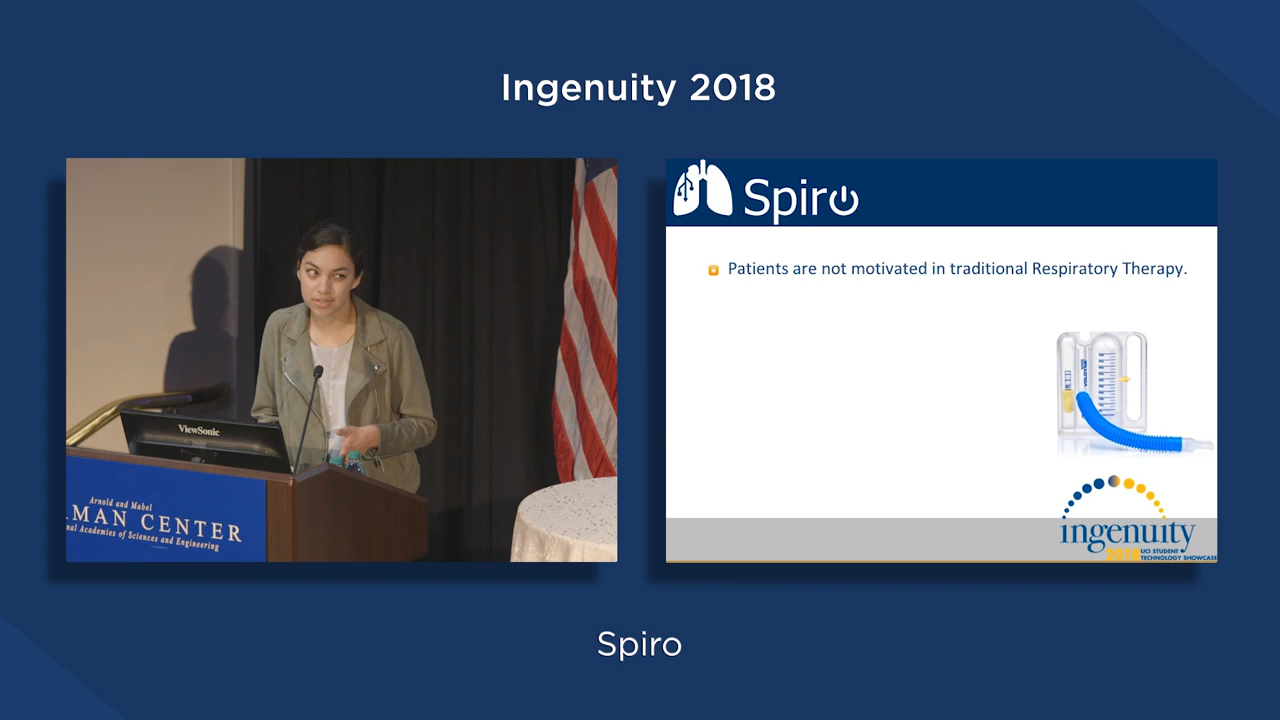 Ingenuity 2018
Spiro
Patients are not motivated in traditional Respiratory Therapy.
VOLDYNE
ViewSonic
Arnold and Mabel
MAN CENTER
Academies of Sciences and Engineering
ingenuity
2018 UCI STUDENT
TECHNOLOGY SHOWCASE
Spiro